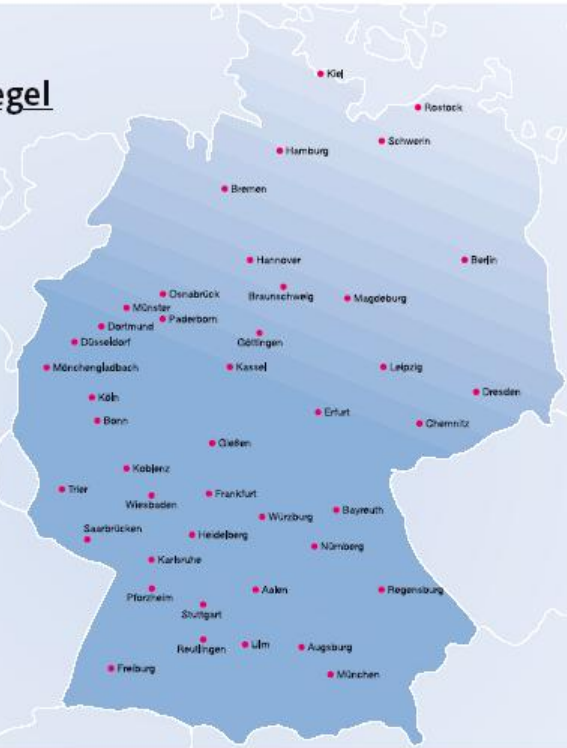 egel
Kiel
Rostock
Schwerin
Hamburg
Bremen
Hannover
Berlin
Braunschweig
Osnabrück
Magdeburg
Münster
Paderborn
Dortmund
Göttingen
Düsseldorf
Mönchengladbach
Kassel
Leipzig
Dresden
Köln
Erfurt
Bonn
Chemnitz
Gießen
Koblenz
Trier
Frankfurt
Wiesbaden
Bayreuth
Würzburg
Saarbrücken
Heidelberg
Nürnberg
Karlsruhe
Aalen
Regensburg
Pforzheim
Stuttgart
Ulm
Reutlingen
Augsburg
Freiburg
München